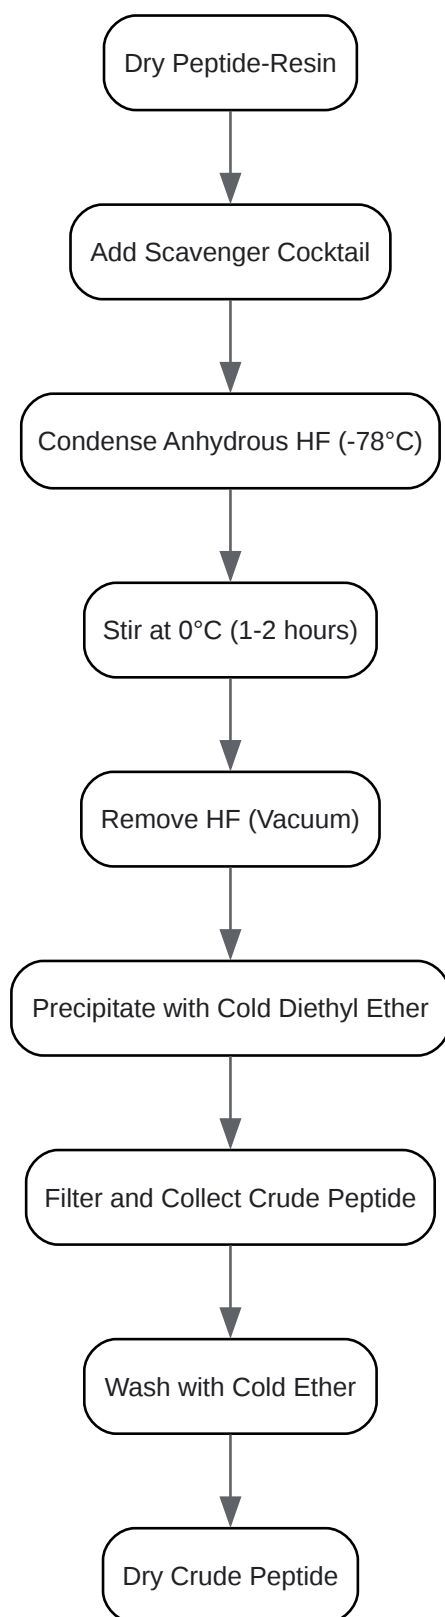 Dry Peptide-Resin
Add Scavenger Cocktail
Condense Anhydrous HF (-78°C)
Stir at 0°C (1-2 hours)
Remove HF (Vacuum)
Precipitate with Cold Diethyl Ether
Filter and Collect Crude Peptide
Wash with Cold Ether
Dry Crude Peptide